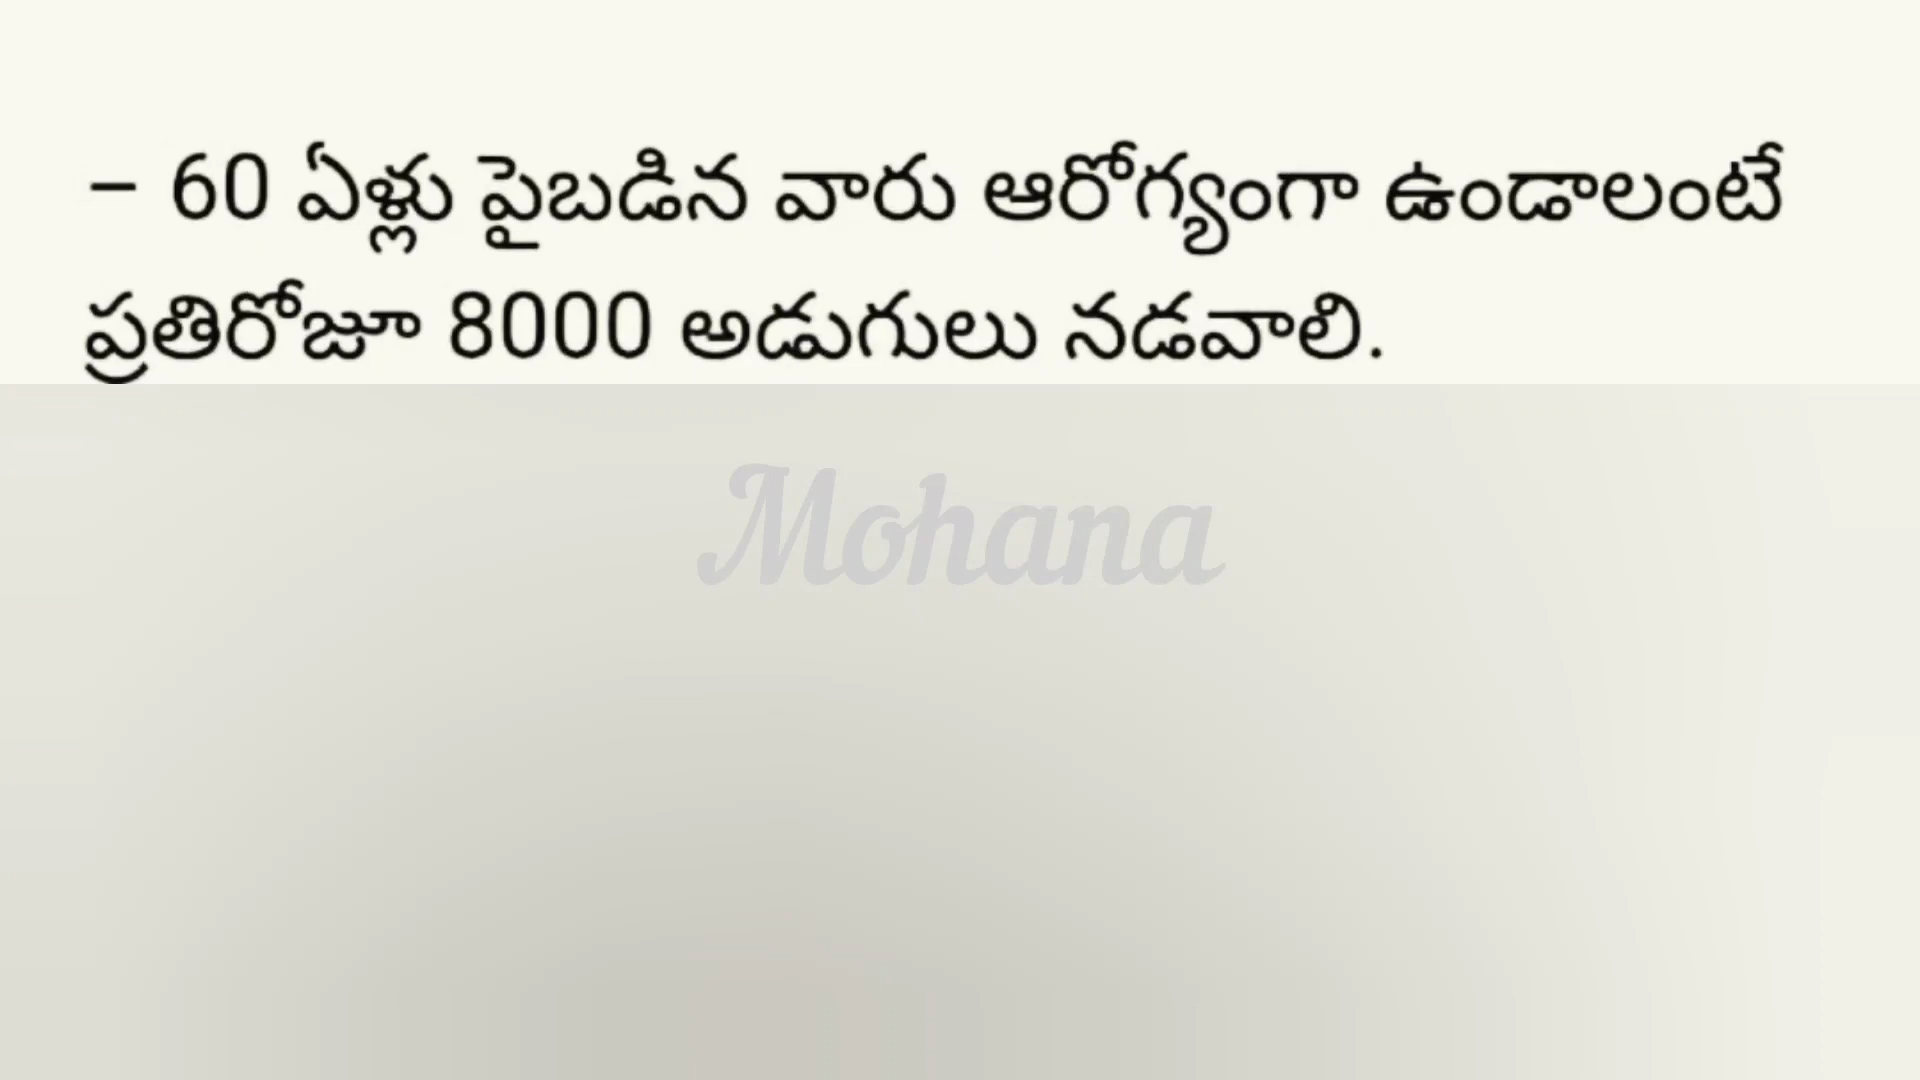 – 60 ఏళ్లు పైబడిన వారు ఆరోగ్యంగా ఉండాలంటే
ప్రతిరోజూ 8000 అడుగులు నడవాలి.
Mohana